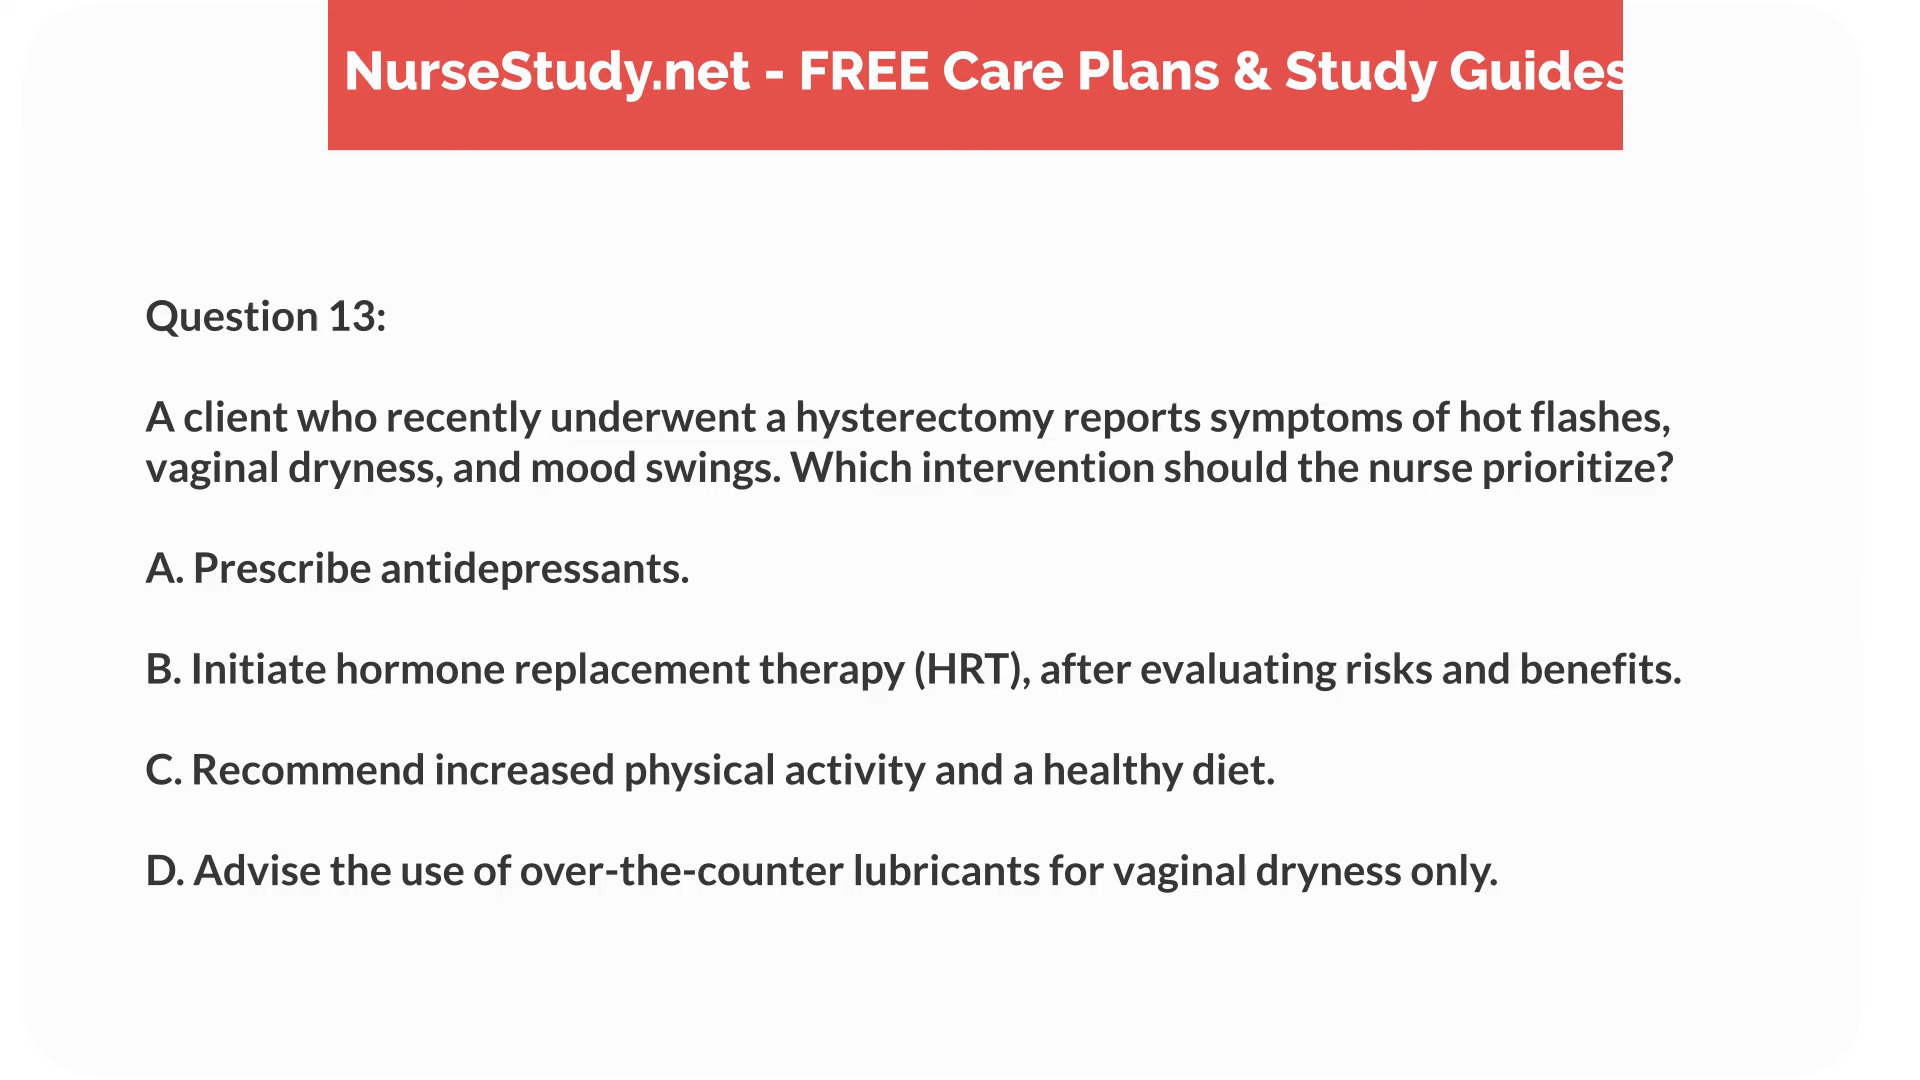 NurseStudy.net - FREE Care Plans & Study Guides
Question 13:
A client who recently underwent a hysterectomy reports symptoms of hot flashes,
vaginal dryness, and mood swings. Which intervention should the nurse prioritize?
A. Prescribe antidepressants.
B. Initiate hormone replacement therapy (HRT), after evaluating risks and benefits.
C. Recommend increased physical activity and a healthy diet.
D. Advise the use of over-the-counter lubricants for vaginal dryness only.